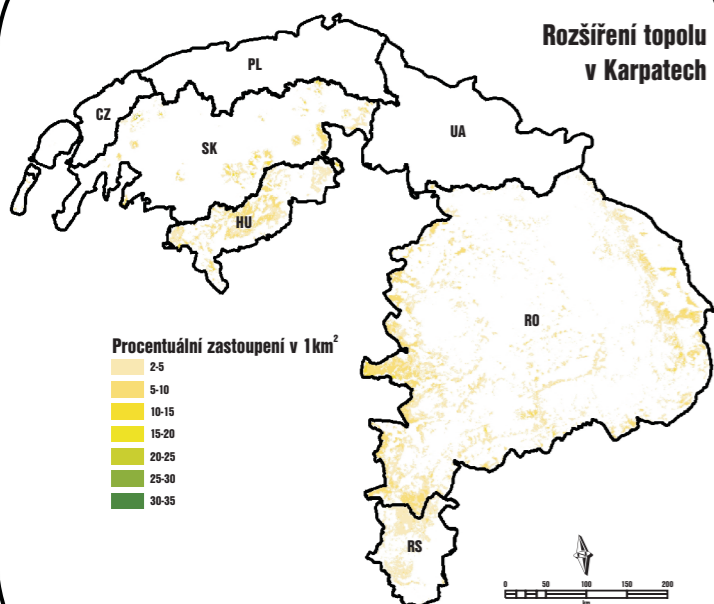 Rozšíření topolu
v Karpatech
PL
CZ
UA
SK
HU
RO
RS
Procentuální zastoupení v 1km²
2-5
5-10
10-15
15-20
20-25
25-30
30-35
0 50 100 150 200
km